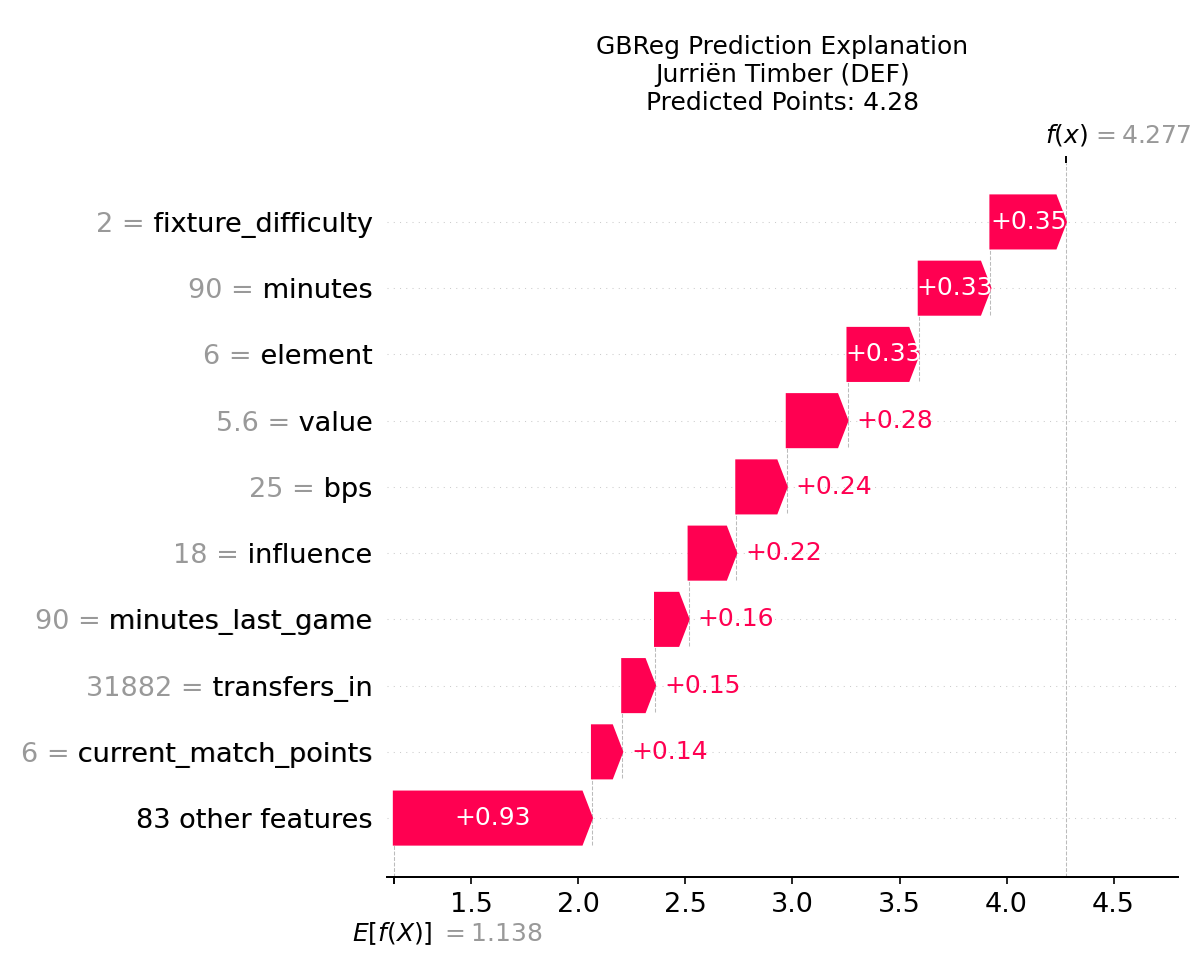 GBReg Prediction Explanation
Jurriën Timber (DEF)
Predicted Points: 4.28
f(x) = 4.277
2 = fixture_difficulty
+0.35
90 = minutes
+0.33
6 = element
+0.33
5.6 = value
+0.28
25 = bps
+0.24
18 = influence
+0.22
90 = minutes_last_game
+0.16
31882 = transfers_in
+0.15
6 = current_match_points
+0.14
83 other features
+0.93
1.5 2.0 2.5 3.0 3.5 4.0 4.5
E[f(X)] = 1.138